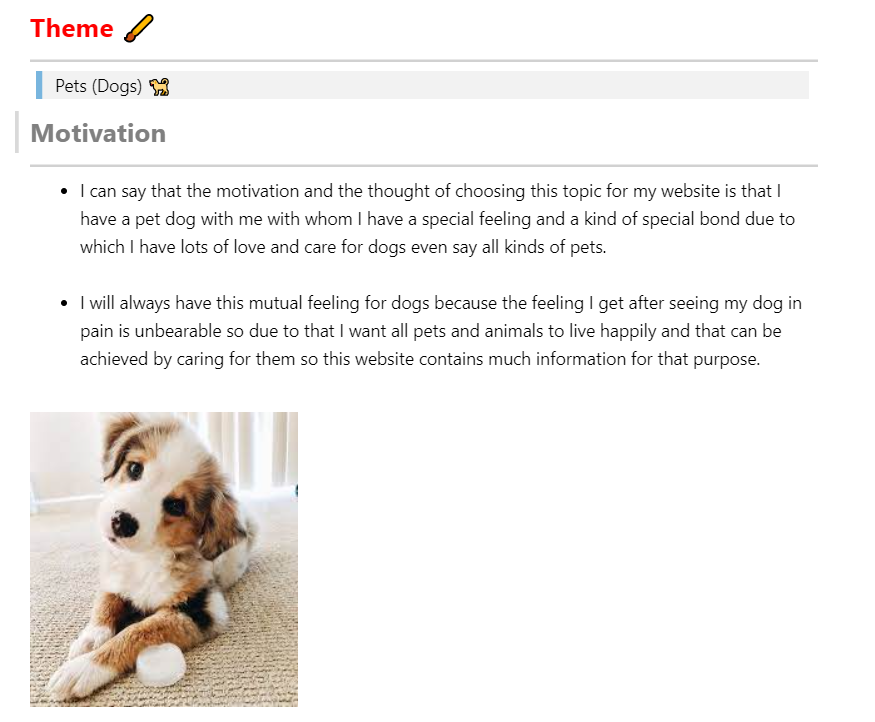 Theme 🖌️
Pets (Dogs) 🐕
Motivation
• I can say that the motivation and the thought of choosing this topic for my website is that I
have a pet dog with me with whom I have a special feeling and a kind of special bond due to
which I have lots of love and care for dogs even say all kinds of pets.
• I will always have this mutual feeling for dogs because the feeling I get after seeing my dog in
pain is unbearable so due to that I want all pets and animals to live happily and that can be
achieved by caring for them so this website contains much information for that purpose.